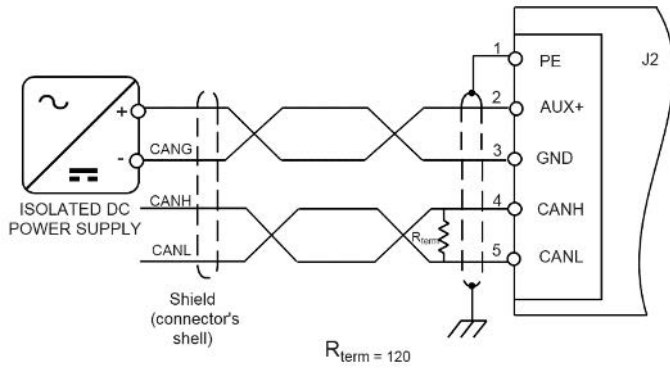 1
PE
J2
+
2
AUX+
-
CANG
3
GND
ISOLATED DC
POWER SUPPLY
CANH
4
CANH
Rterm
CANL
5
CANL
Shield
(connector's
shell)
Rterm = 120